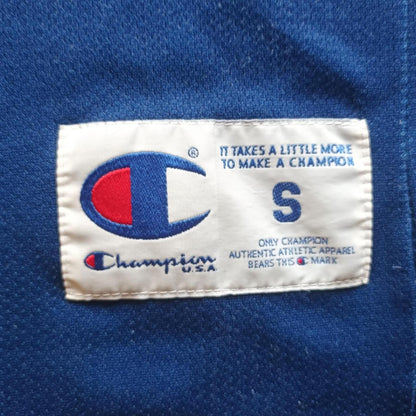 ®
IT TAKES A LITTLE MORE
TO MAKE A CHAMPION
S
Champion
U.S.A
ONLY CHAMPION
AUTHENTIC ATHLETIC APPAREL
BEARS THIS C MARK